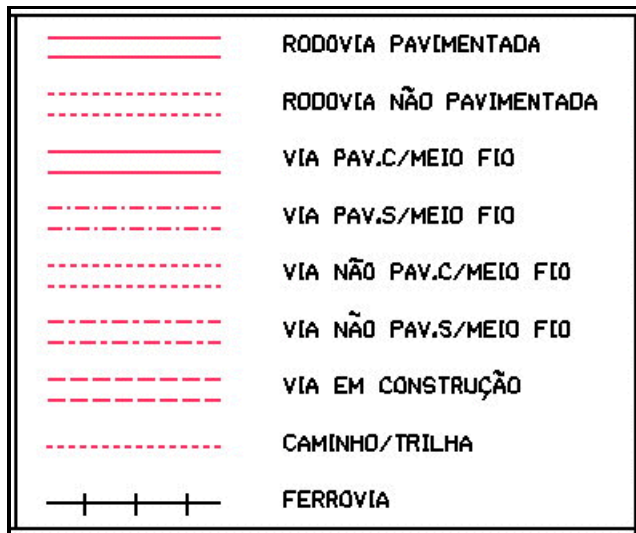 RODOVIA PAVIMENTADA
RODOVIA NÃO PAVIMENTADA
VIA PAV.C/MEIO FIO
VIA PAV.S/MEIO FIO
VIA NÃO PAV.C/MEIO FIO
VIA NÃO PAV.S/MEIO FIO
VIA EM CONSTRUÇÃO
CAMINHO/TRILHA
FERROVIA